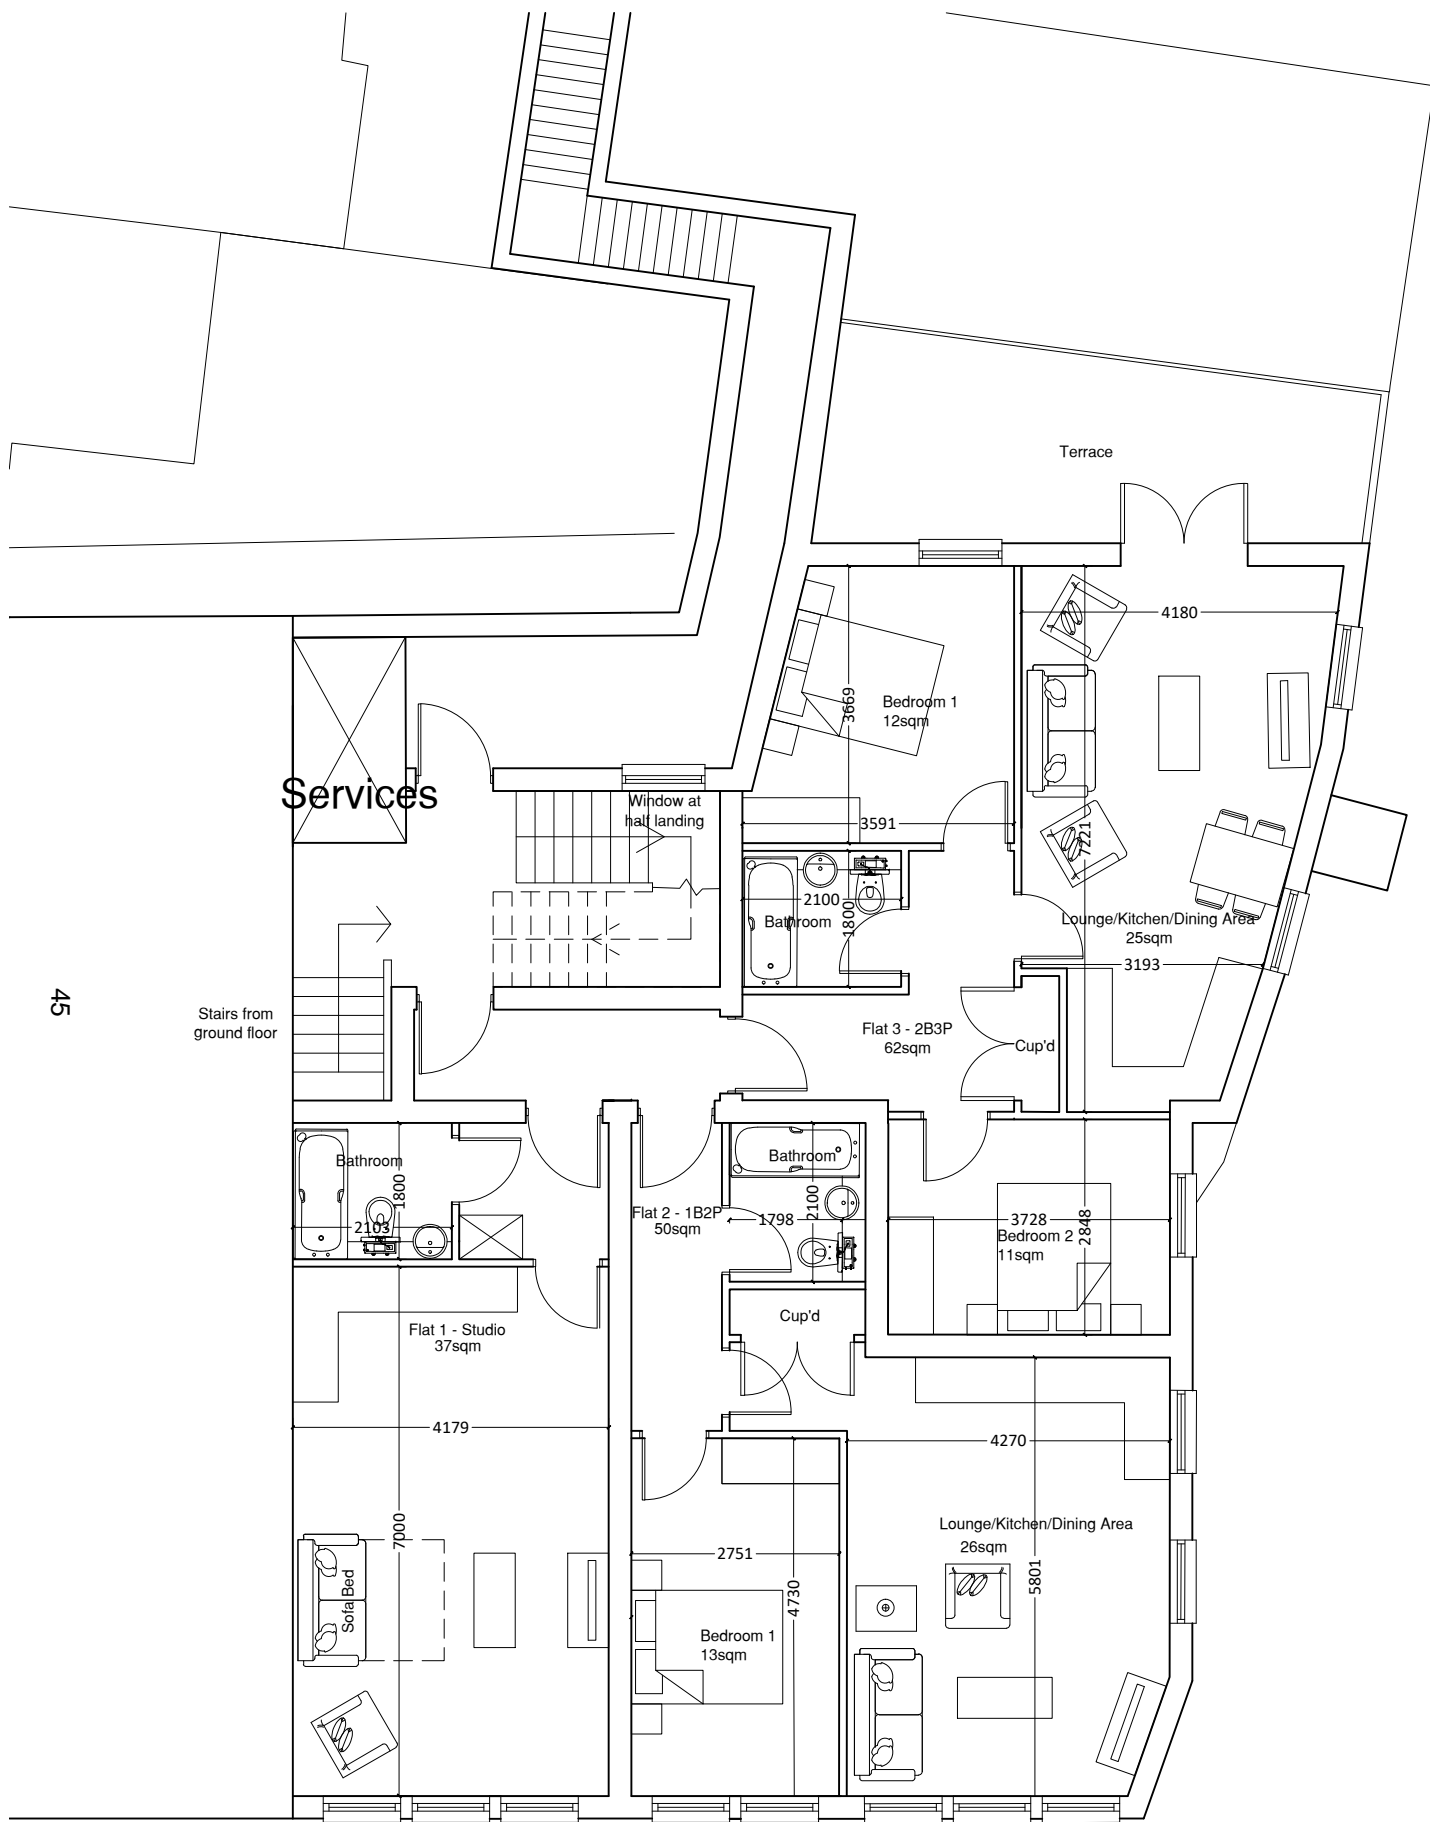 Terrace
4180
3669
Bedroom 1
12sqm
Services
Window at
half landing
3591
7221
2100
Bathroom
1800
Lounge/Kitchen/Dining Area
25sqm
3193
45
Stairs from
ground floor
Flat 3 - 2B3P
62sqm
Cup'd
Bathroom
1800
2103
Bathroom
2100
1798
Flat 2 - 1B2P
50sqm
3728
2848
Bedroom 2
11sqm
Cup'd
Flat 1 - Studio
37sqm
4179
4270
7000
Lounge/Kitchen/Dining Area
26sqm
2751
5801
4730
Sofa Bed
Bedroom 1
13sqm